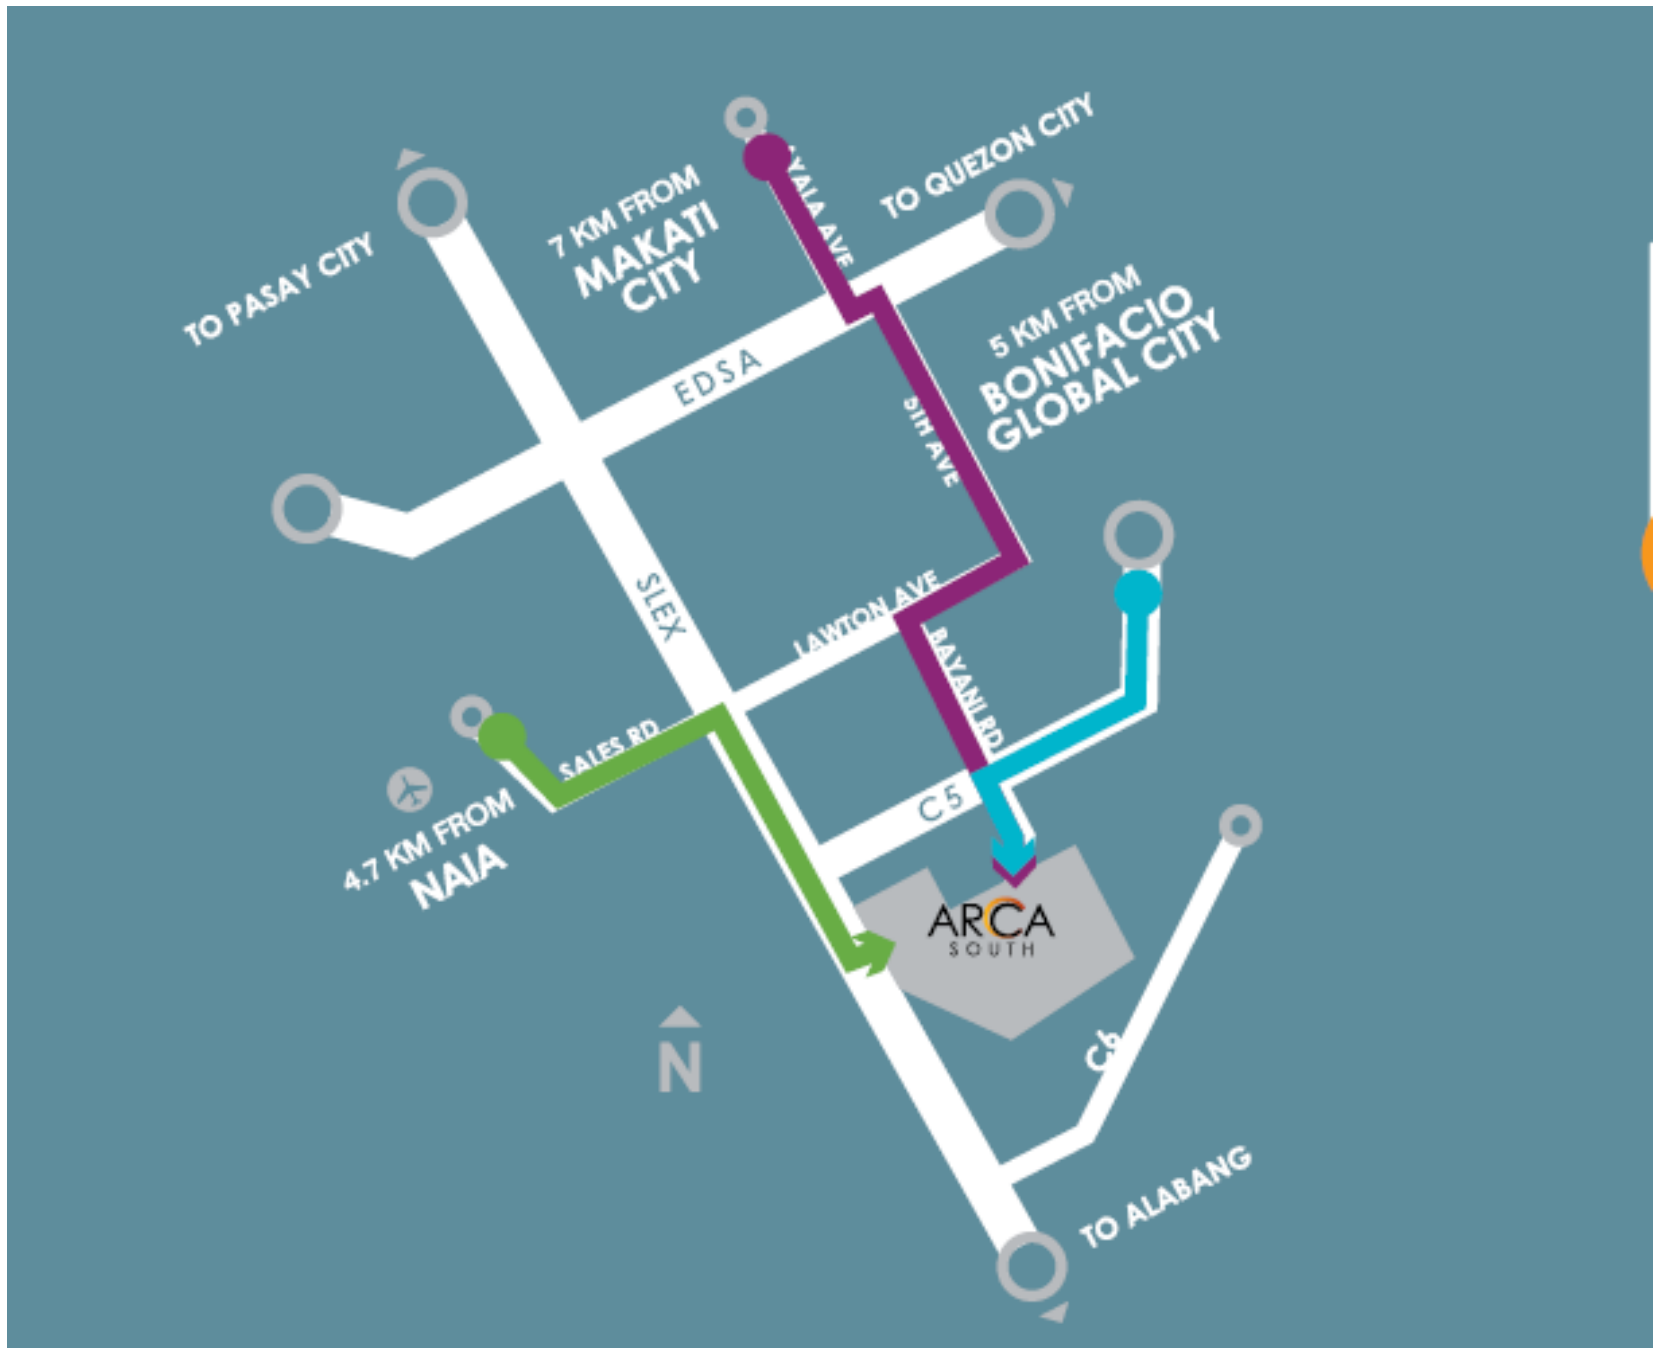 TO QUEZON CITY
7 KM FROM
MAKATI
CITY
AYALA AVE
TO PASAY CITY
5 KM FROM
BONIFACIO
GLOBAL CITY
EDSA
5TH AVE
SLEX
LAWTON AVE
BAYANI RD
SALES RD
C5
4.7 KM FROM
NAIA
ARCA
SOUTH
N
C6
TO ALABANG